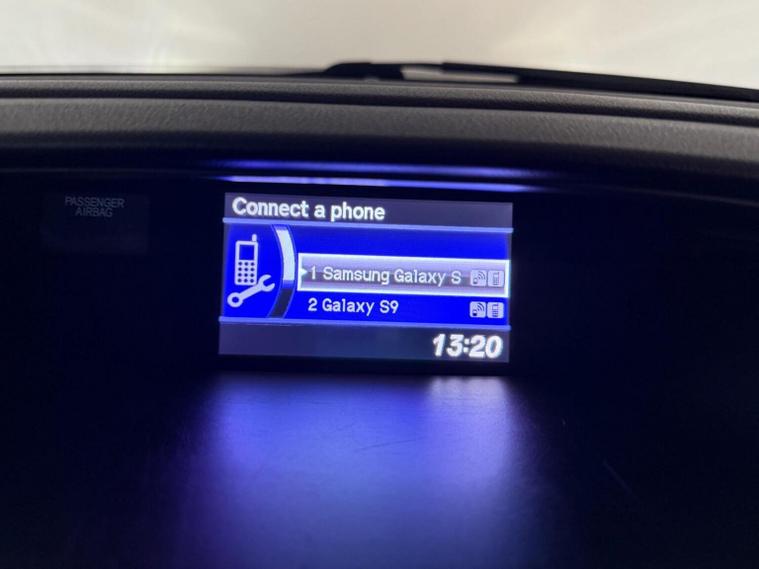 PASSENGER
AIRBAG
Connect a phone
1 Samsung Galaxy S
2 Galaxy S9
13:20